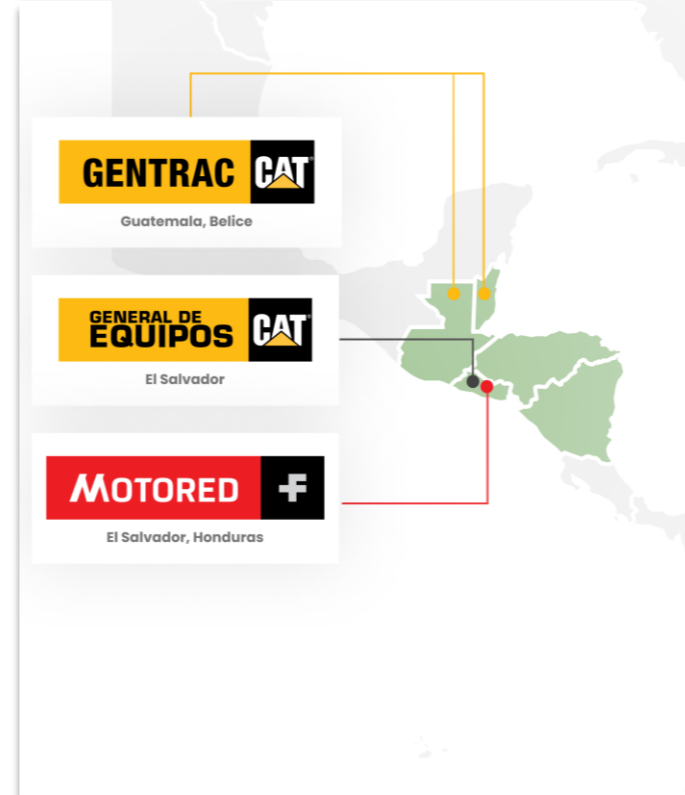 GENTRAC CAT®
Guatemala, Belice
GENERAL DE
EQUIPOS CAT®
El Salvador
MOTORED
El Salvador, Honduras